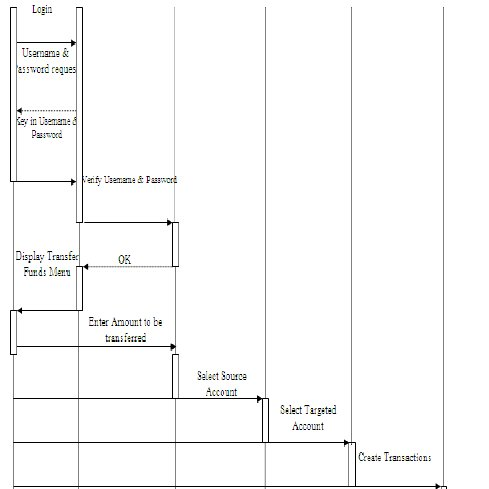 Login
Username &
Password reques
Key in Username &
Password
Verify Username & Password
Display Transfer
Funds Menu
OK
Enter Amount to be
transferred
Select Source
Account
Select Targeted
Account
Create Transactions